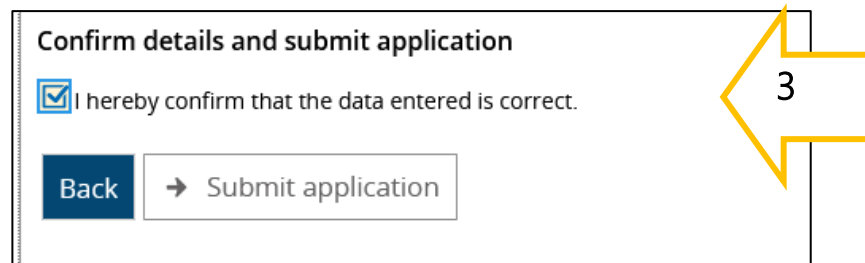 Confirm details and submit application
I hereby confirm that the data entered is correct.
3
Back
→ Submit application